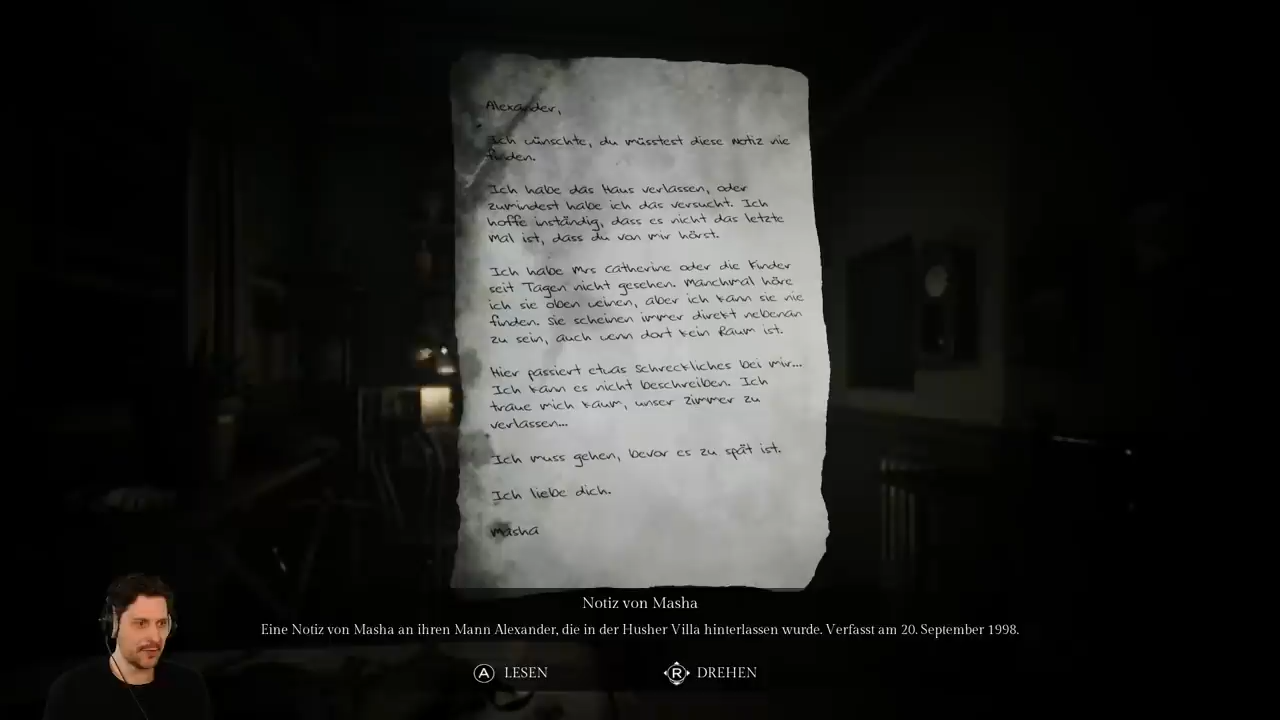 Alexander,
Ich wünschte, du müsstest diese Notiz nie
finden.
Ich habe das Haus verlassen, oder
zumindest habe ich das versucht. Ich
hoffe inständig, dass es nicht das letzte
Mal ist, dass du von mir hörst.
Ich habe Mrs Catherine oder die Kinder
seit Tagen nicht gesehen. Manchmal höre
ich sie oben weinen, aber ich kann sie nie
finden. Sie scheinen immer direkt nebenan
zu sein, auch wenn dort kein Raum ist.
Hier passiert etwas schreckliches bei mir...
Ich kann es nicht beschreiben. Ich
traue mich kaum, unser Zimmer zu
verlassen...
Ich muss gehen, bevor es zu spät ist.
Ich liebe dich.
Masha
Notiz von Masha
Eine Notiz von Masha an ihren Mann Alexander, die in der Husher Villa hinterlassen wurde. Verfasst am 20. September 1998.
A LESEN R DREHEN